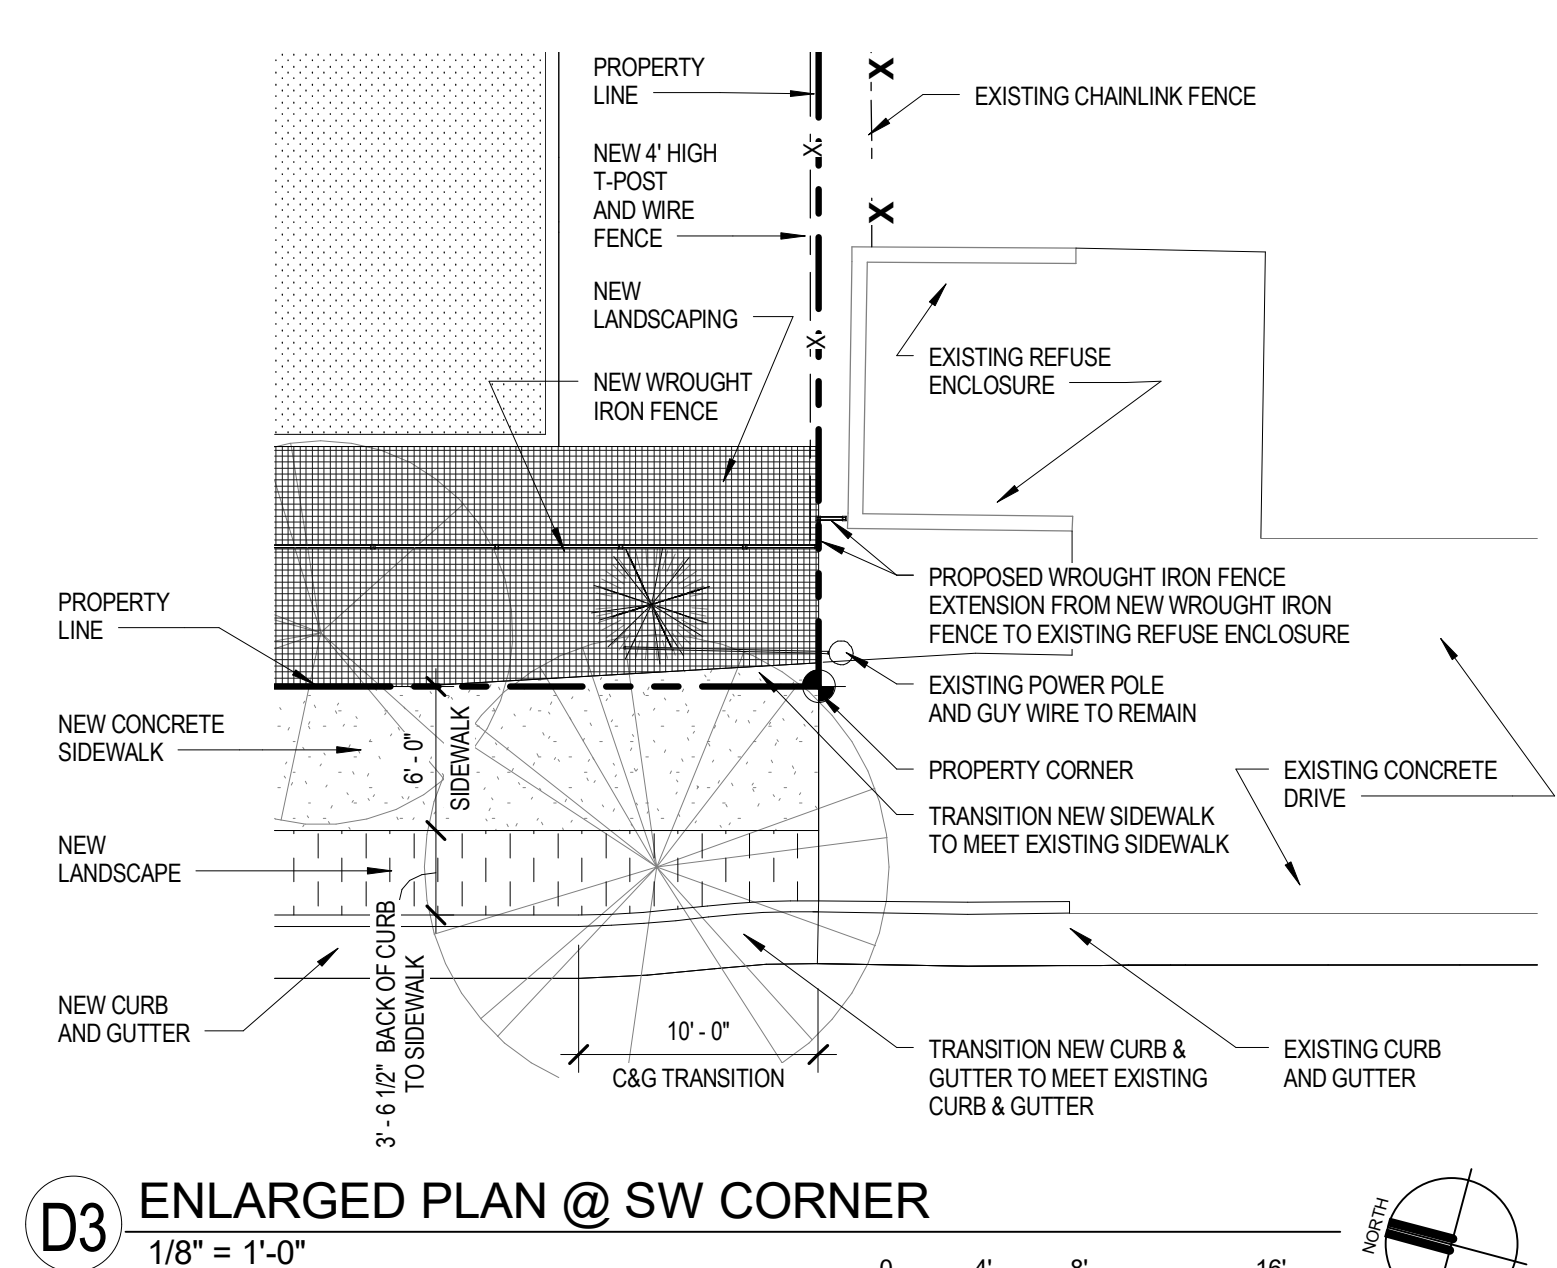 PROPERTY
LINE
EXISTING CHAINLINK FENCE
X
X
X
X
NEW 4' HIGH
T-POST
AND WIRE
FENCE
NEW
LANDSCAPING
EXISTING REFUSE
ENCLOSURE
NEW WROUGHT
IRON FENCE
PROPOSED WROUGHT IRON FENCE
EXTENSION FROM NEW WROUGHT IRON
FENCE TO EXISTING REFUSE ENCLOSURE
PROPERTY
LINE
EXISTING POWER POLE
AND GUY WIRE TO REMAIN
NEW CONCRETE
SIDEWALK
6' - 0"
SIDEWALK
PROPERTY CORNER
EXISTING CONCRETE
DRIVE
TRANSITION NEW SIDEWALK
TO MEET EXISTING SIDEWALK
NEW
LANDSCAPE
3' - 6 1/2" BACK OF CURB
TO SIDEWALK
NEW CURB
AND GUTTER
10' - 0"
C&G TRANSITION
TRANSITION NEW CURB &
GUTTER TO MEET EXISTING
CURB & GUTTER
EXISTING CURB
AND GUTTER
D3
ENLARGED PLAN @ SW CORNER
1/8" = 1'-0"
0 4' 8' 16'
NORTH